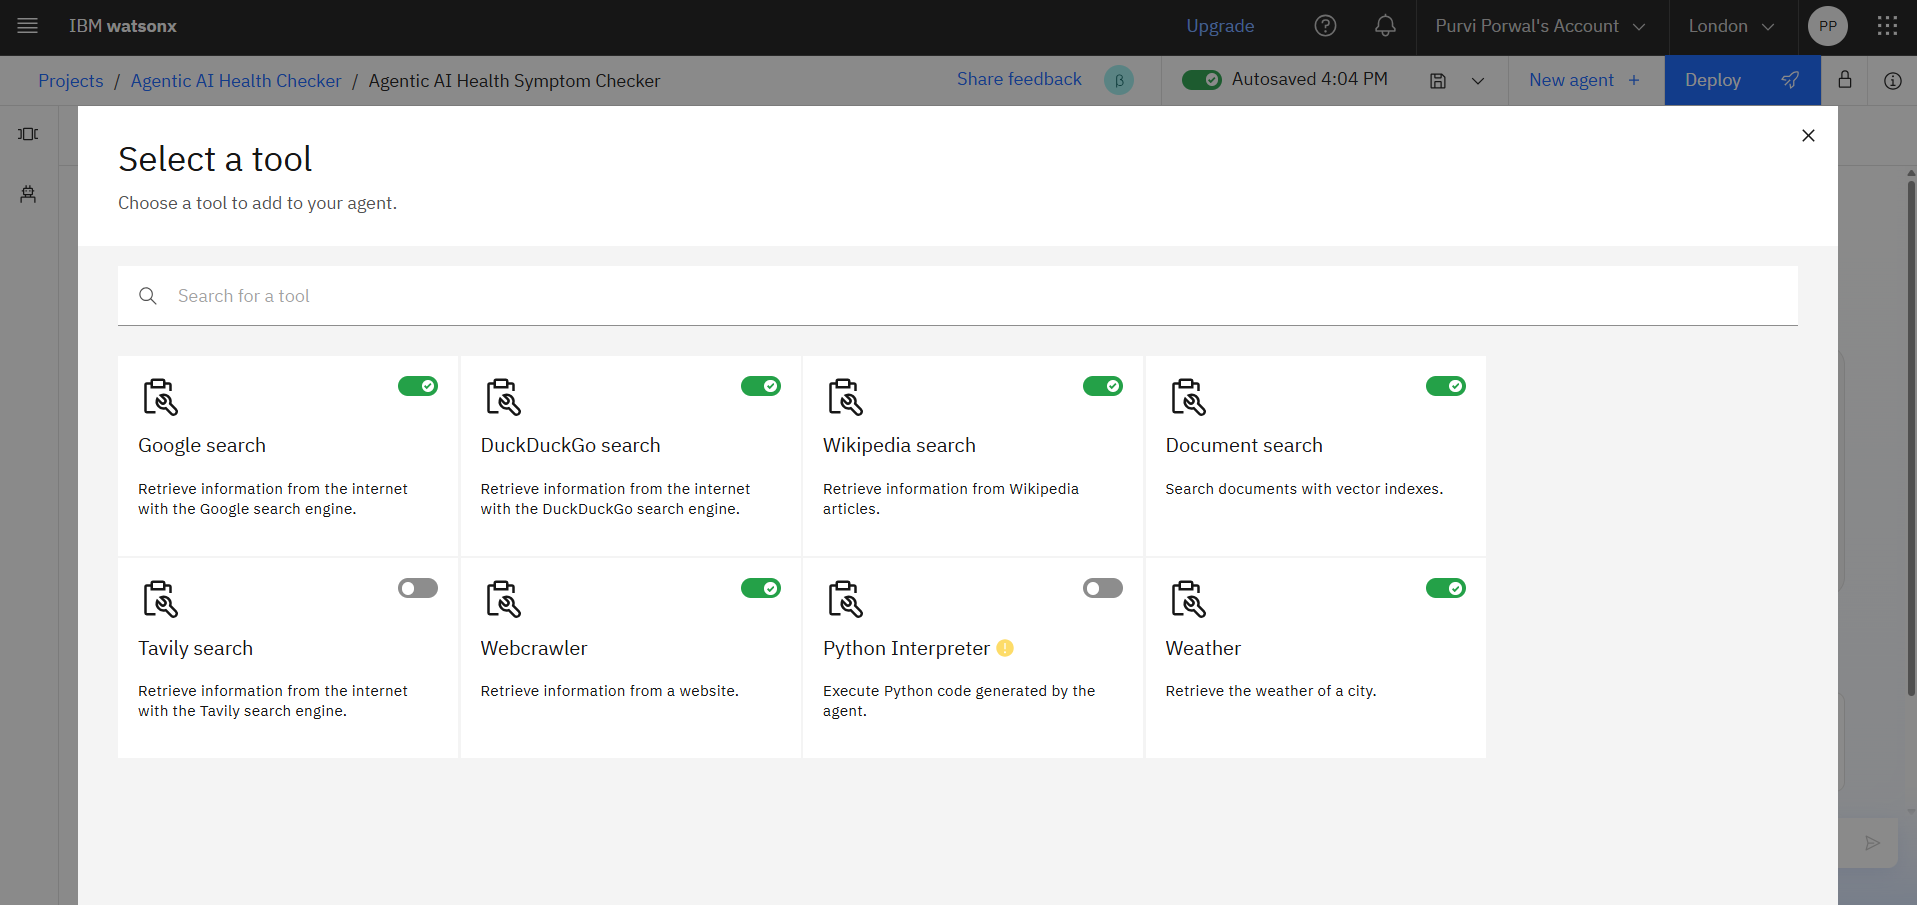 IBM watsonx
Upgrade
Purvi Porwal's Account
London
PP
Projects / Agentic AI Health Checker / Agentic AI Health Symptom Checker
Share feedback
β
Autosaved 4:04 PM
New agent +
Deploy
Select a tool
Choose a tool to add to your agent.
Search for a tool
Google search
Retrieve information from the internet
with the Google search engine.
DuckDuckGo search
Retrieve information from the internet
with the DuckDuckGo search engine.
Wikipedia search
Retrieve information from Wikipedia
articles.
Document search
Search documents with vector indexes.
Tavily search
Retrieve information from the internet
with the Tavily search engine.
Webcrawler
Retrieve information from a website.
Python Interpreter
Execute Python code generated by the
agent.
Weather
Retrieve the weather of a city.